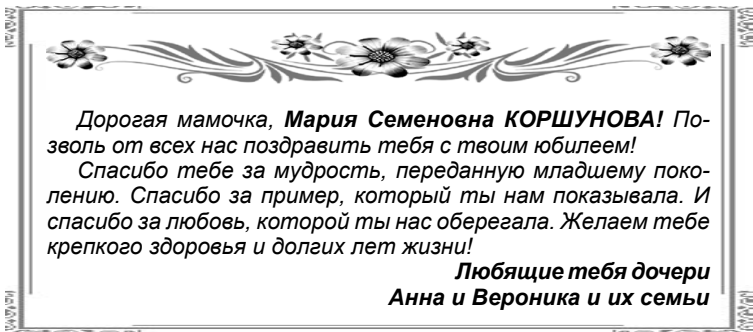 Дорогая мамочка, Мария Семеновна КОРШУНОВА! По-
зволь от всех нас поздравить тебя с твоим юбилеем!
Спасибо тебе за мудрость, переданную младшему поко-
лению. Спасибо за пример, который ты нам показывала. И
спасибо за любовь, которой ты нас оберегала. Желаем тебе
крепкого здоровья и долгих лет жизни!
Любящие тебя дочери
Анна и Вероника и их семьи